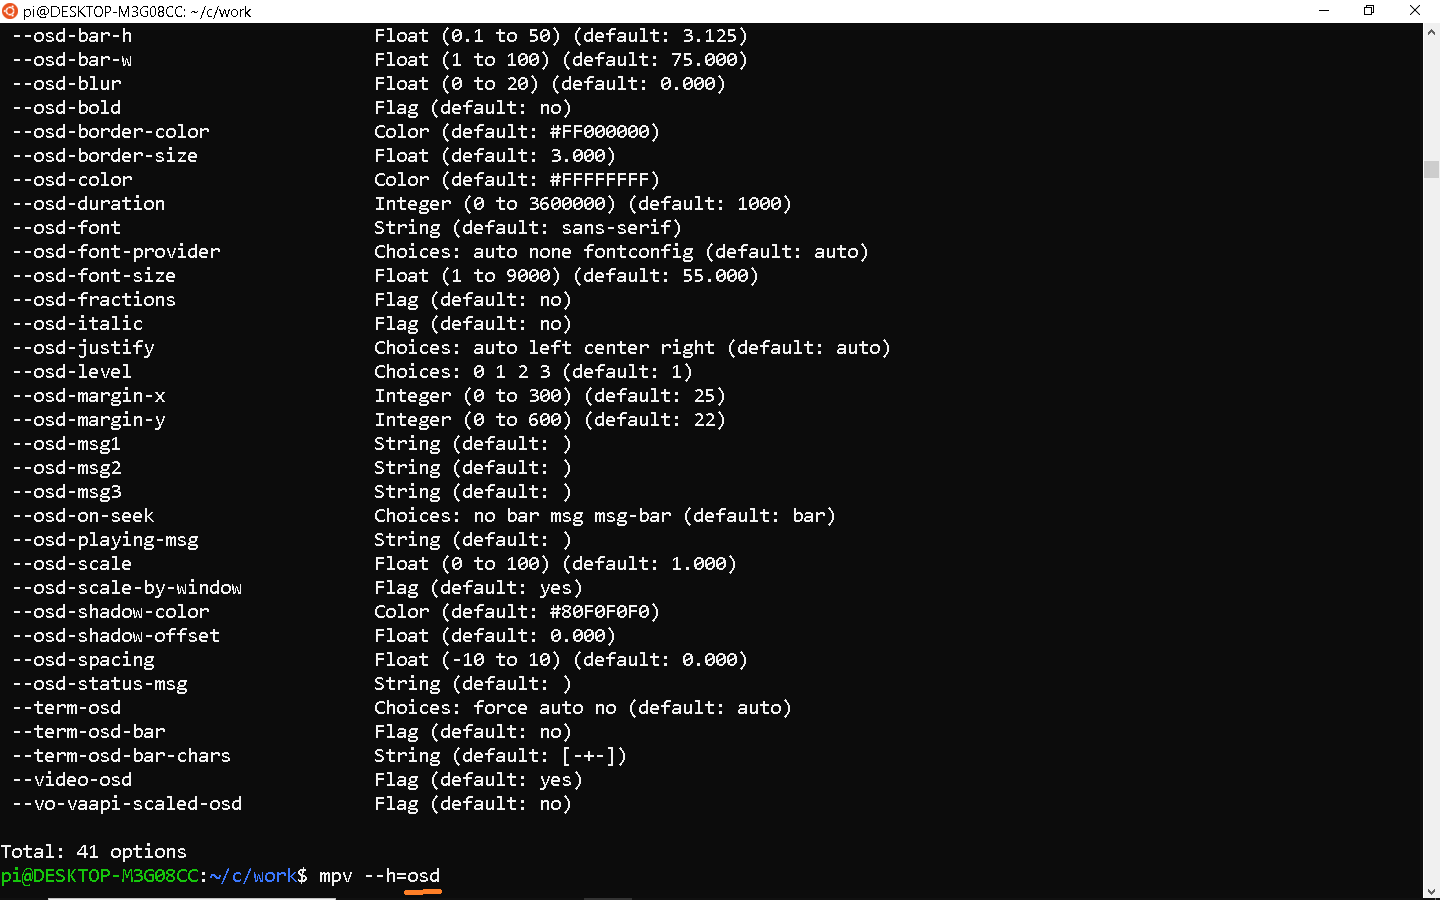 pi@DESKTOP-M3G08CC: ~/c/work
--osd-bar-h Float (0.1 to 50) (default: 3.125)
--osd-bar-w Float (1 to 100) (default: 75.000)
--osd-blur Float (0 to 20) (default: 0.000)
--osd-bold Flag (default: no)
--osd-border-color Color (default: #FF000000)
--osd-border-size Float (default: 3.000)
--osd-color Color (default: #FFFFFFFF)
--osd-duration Integer (0 to 3600000) (default: 1000)
--osd-font String (default: sans-serif)
--osd-font-provider Choices: auto none fontconfig (default: auto)
--osd-font-size Float (1 to 9000) (default: 55.000)
--osd-fractions Flag (default: no)
--osd-italic Flag (default: no)
--osd-justify Choices: auto left center right (default: auto)
--osd-level Choices: 0 1 2 3 (default: 1)
--osd-margin-x Integer (0 to 300) (default: 25)
--osd-margin-y Integer (0 to 600) (default: 22)
--osd-msg1 String (default: )
--osd-msg2 String (default: )
--osd-msg3 String (default: )
--osd-on-seek Choices: no bar msg msg-bar (default: bar)
--osd-playing-msg String (default: )
--osd-scale Float (0 to 100) (default: 1.000)
--osd-scale-by-window Flag (default: yes)
--osd-shadow-color Color (default: #80F0F0F0)
--osd-shadow-offset Float (default: 0.000)
--osd-spacing Float (-10 to 10) (default: 0.000)
--osd-status-msg String (default: )
--term-osd Choices: force auto no (default: auto)
--term-osd-bar Flag (default: no)
--term-osd-bar-chars String (default: [-+-])
--video-osd Flag (default: yes)
--vo-vaapi-scaled-osd Flag (default: no)
Total: 41 options
pi@DESKTOP-M3G08CC:~/c/work$ mpv --h=osd